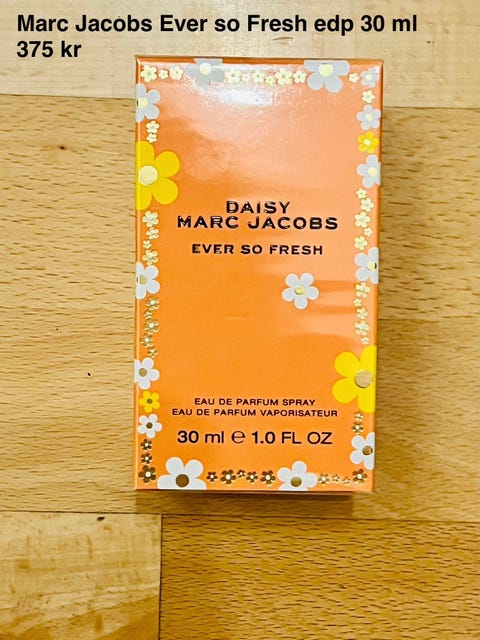 Marc Jacobs Ever so Fresh edp 30 ml
375 kr
DAISY
MARC JACOBS
EVER SO FRESH
EAU DE PARFUM SPRAY
EAU DE PARFUM VAPORISATEUR
30 ml ℮ 1.0 FL OZ